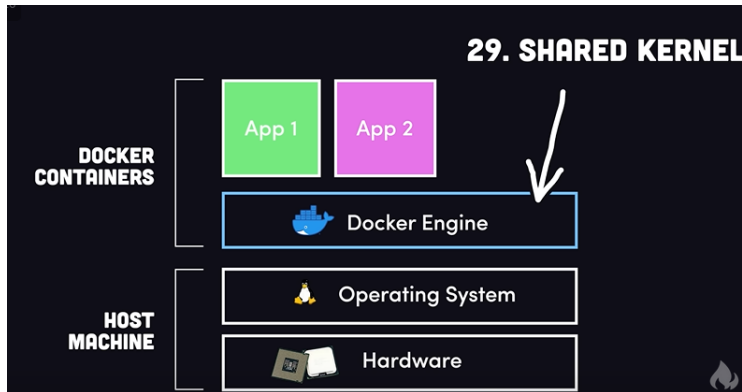 29. SHARED KERNEL
App 1
App 2
DOCKER
CONTAINERS
Docker Engine
Operating System
HOST
MACHINE
Hardware